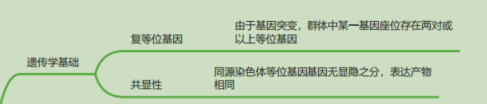 遗传学基础
复等位基因
由于基因突变，群体中某一基因座位存在两对或
以上等位基因
共显性
同源染色体等位基因基因无显隐之分，表达产物
相同